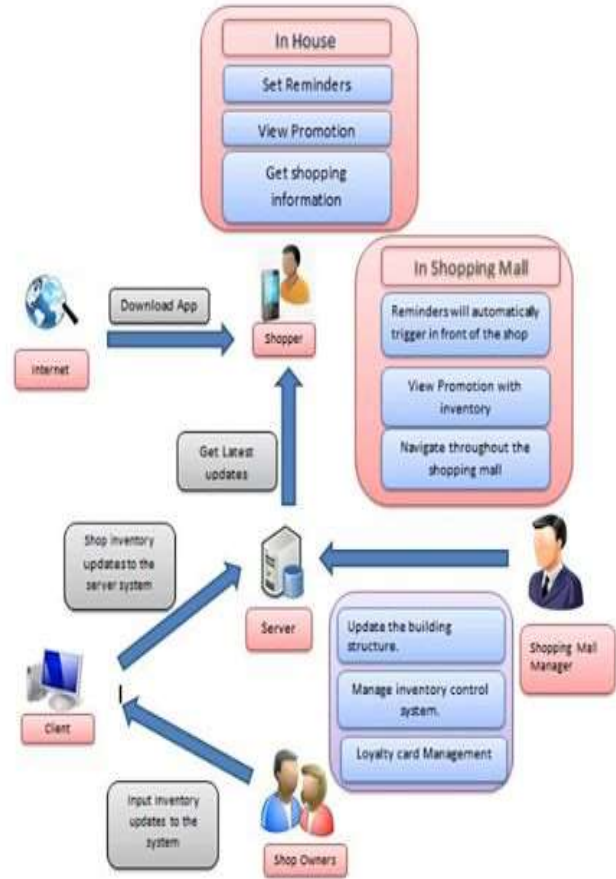 In House
Set Reminders
View Promotion
Get shopping
information
In Shopping Mall
Reminders will automaticaly
trigger in front of the shop
View Promotion with
inventory
Navigate throughout the
shopping mall
Download App
Internet
Shopper
Get Latest
updates
Shop inventory
updates to the
server system
Server
Update the building
structure.
Manage inventory control
system.
Loyalty card Management
Shopping Mall
Manager
Client
Input inventory
updates to the
system
Shop Owners